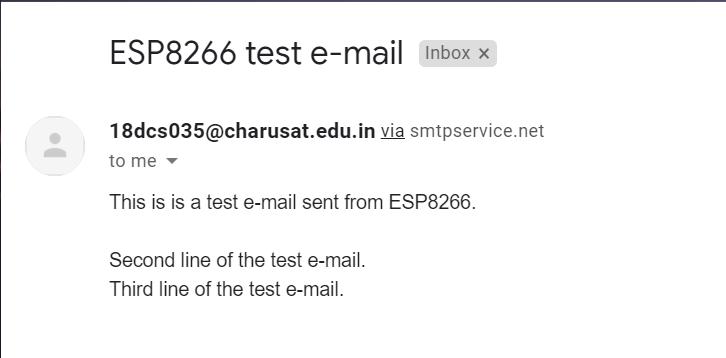 ESP8266 test e-mail Inbox ×
18dcs035@charusat.edu.in via smtpservice.net
to me
This is is a test e-mail sent from ESP8266.
Second line of the test e-mail.
Third line of the test e-mail.